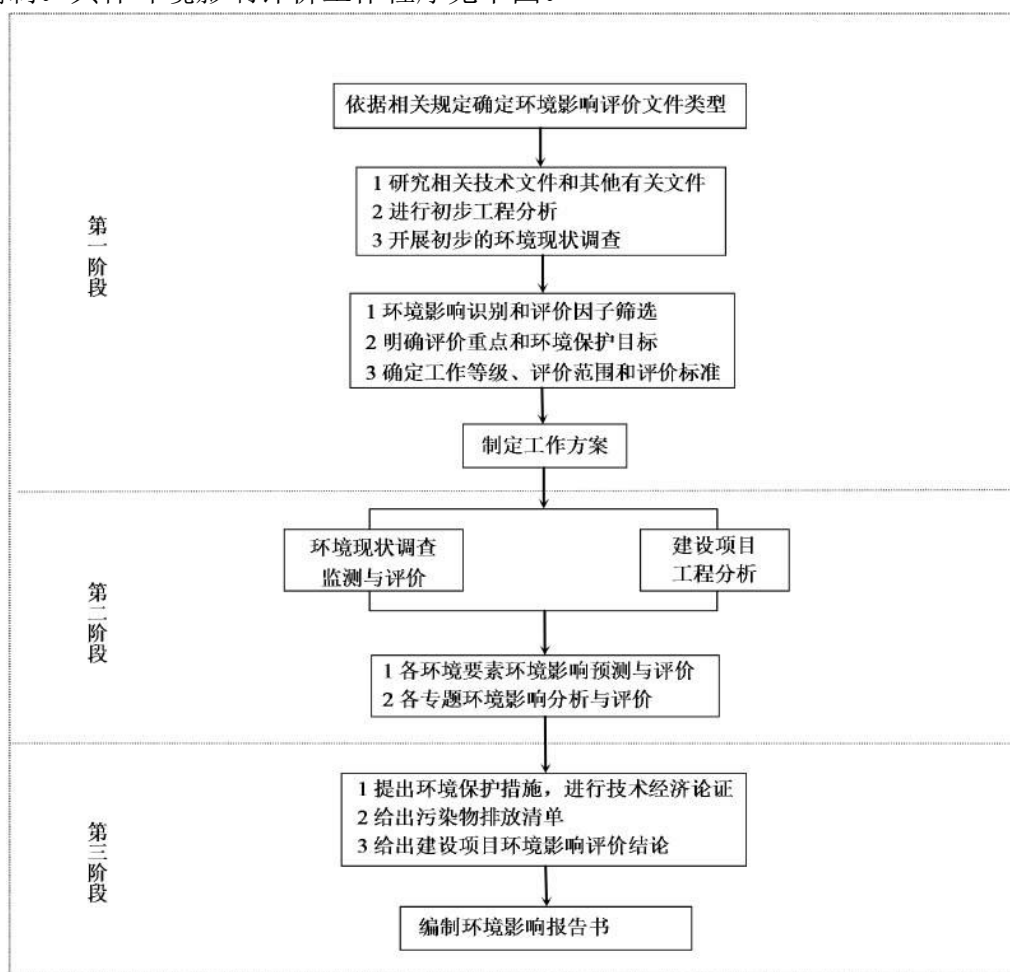 依据相关规定确定环境影响评价文件类型
1 研究相关技术文件和其他有关文件
2 进行初步工程分析
3 开展初步的环境现状调查
第一阶段
1 环境影响识别和评价因子筛选
2 明确评价重点和环境保护目标
3 确定工作等级、评价范围和评价标准
制定工作方案
环境现状调查
监测与评价
建设项目
工程分析
第二阶段
1 各环境要素环境影响预测与评价
2 各专题环境影响分析与评价
1 提出环境保护措施，进行技术经济论证
2 给出污染物排放清单
3 给出建设项目环境影响评价结论
第三阶段
编制环境影响报告书